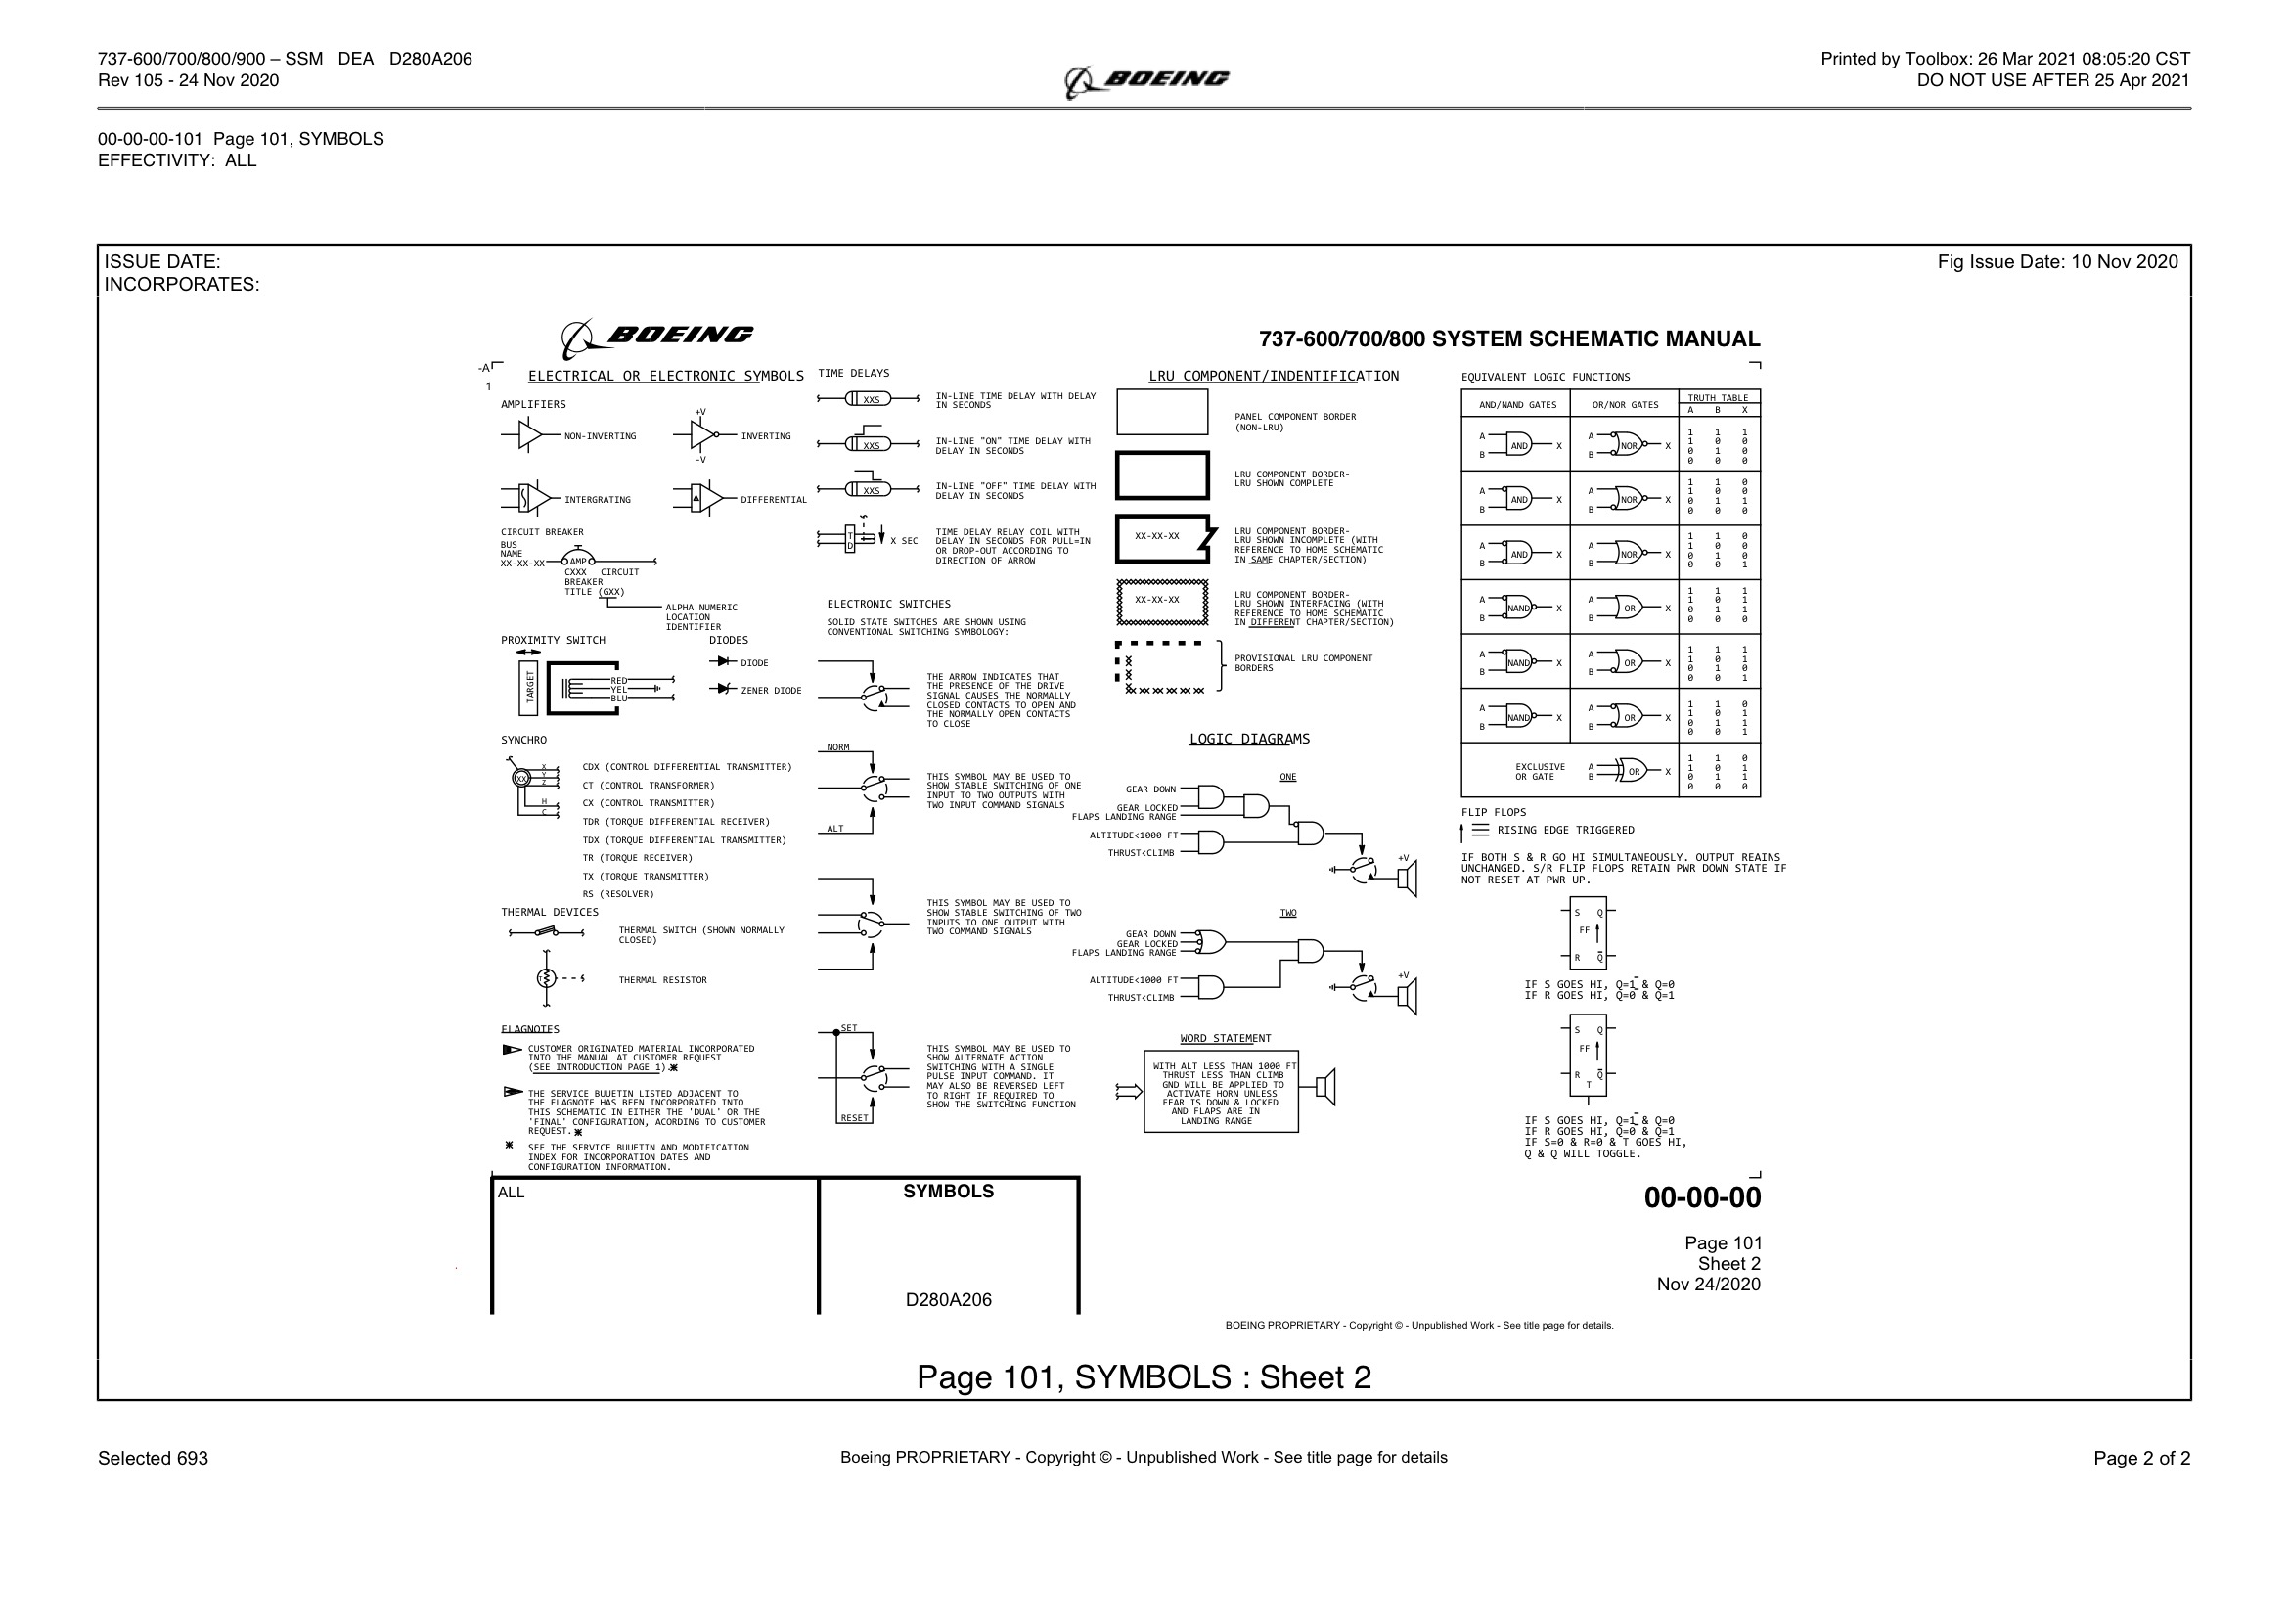 737-600/700/800/900 – SSM DEA D280A206
Rev 105 - 24 Nov 2020
BOEING
Printed by Toolbox: 26 Mar 2021 08:05:20 CST
DO NOT USE AFTER 25 Apr 2021
00-00-00-101 Page 101, SYMBOLS
EFFECTIVITY: ALL
ISSUE DATE:
INCORPORATES:
Fig Issue Date: 10 Nov 2020
BOEING
737-600/700/800 SYSTEM SCHEMATIC MANUAL
-A
1
ELECTRICAL OR ELECTRONIC SYMBOLS
AMPLIFIERS
NON-INVERTING
+V
INVERTING
-V
INTERGRATING
DIFFERENTIAL
CIRCUIT BREAKER
BUS
NAME
XX-XX-XX
AMP
CXXX CIRCUIT
BREAKER
TITLE (GXX)
ALPHA NUMERIC
LOCATION
IDENTIFIER
PROXIMITY SWITCH
TARGET
RED
YEL
BLU
DIODES
DIODE
ZENER DIODE
SYNCHRO
XX
X
Y
Z
H
C
CDX (CONTROL DIFFERENTIAL TRANSMITTER)
CT (CONTROL TRANSFORMER)
CX (CONTROL TRANSMITTER)
TDR (TORQUE DIFFERENTIAL RECEIVER)
TDX (TORQUE DIFFERENTIAL TRANSMITTER)
TR (TORQUE RECEIVER)
TX (TORQUE TRANSMITTER)
RS (RESOLVER)
THERMAL DEVICES
THERMAL SWITCH (SHOWN NORMALLY
CLOSED)
T
THERMAL RESISTOR
FLAGNOTES
CUSTOMER ORIGINATED MATERIAL INCORPORATED
INTO THE MANUAL AT CUSTOMER REQUEST
(SEE INTRODUCTION PAGE 1).*
THE SERVICE BUUETIN LISTED ADJACENT TO
THE FLAGNOTE HAS BEEN INCORPORATED INTO
THIS SCHEMATIC IN EITHER THE 'DUAL' OR THE
'FINAL' CONFIGURATION, ACORDING TO CUSTOMER
REQUEST.*
* SEE THE SERVICE BUUETIN AND MODIFICATION
INDEX FOR INCORPORATION DATES AND
CONFIGURATION INFORMATION.
TIME DELAYS
XXS
IN-LINE TIME DELAY WITH DELAY
IN SECONDS
XXS
IN-LINE "ON" TIME DELAY WITH
DELAY IN SECONDS
XXS
IN-LINE "OFF" TIME DELAY WITH
DELAY IN SECONDS
T
D
X SEC
TIME DELAY RELAY COIL WITH
DELAY IN SECONDS FOR PULL=IN
OR DROP-OUT ACCORDING TO
DIRECTION OF ARROW
ELECTRONIC SWITCHES
SOLID STATE SWITCHES ARE SHOWN USING
CONVENTIONAL SWITCHING SYMBOLOGY:
THE ARROW INDICATES THAT
THE PRESENCE OF THE DRIVE
SIGNAL CAUSES THE NORMALLY
CLOSED CONTACTS TO OPEN AND
THE NORMALLY OPEN CONTACTS
TO CLOSE
NORM
ALT
THIS SYMBOL MAY BE USED TO
SHOW STABLE SWITCHING OF ONE
INPUT TO TWO OUTPUTS WITH
TWO INPUT COMMAND SIGNALS
THIS SYMBOL MAY BE USED TO
SHOW STABLE SWITCHING OF TWO
INPUTS TO ONE OUTPUT WITH
TWO COMMAND SIGNALS
SET
RESET
THIS SYMBOL MAY BE USED TO
SHOW ALTERNATE ACTION
SWITCHING WITH A SINGLE
PULSE INPUT COMMAND. IT
MAY ALSO BE REVERSED LEFT
TO RIGHT IF REQUIRED TO
SHOW THE SWITCHING FUNCTION
LRU COMPONENT/INDENTIFICATION
PANEL COMPONENT BORDER
(NON-LRU)
LRU COMPONENT BORDER-
LRU SHOWN COMPLETE
XX-XX-XX
LRU COMPONENT BORDER-
LRU SHOWN INCOMPLETE (WITH
REFERENCE TO HOME SCHEMATIC
IN SAME CHAPTER/SECTION)
XX-XX-XX
LRU COMPONENT BORDER-
LRU SHOWN INTERFACING (WITH
REFERENCE TO HOME SCHEMATIC
IN DIFFERENT CHAPTER/SECTION)
PROVISIONAL LRU COMPONENT
BORDERS
LOGIC DIAGRAMS
ONE
GEAR DOWN
GEAR LOCKED
FLAPS LANDING RANGE
ALTITUDE<1000 FT
THRUST<CLIMB
+V
TWO
GEAR DOWN
GEAR LOCKED
FLAPS LANDING RANGE
ALTITUDE<1000 FT
THRUST<CLIMB
+V
WORD STATEMENT
WITH ALT LESS THAN 1000 FT
THRUST LESS THAN CLIMB
GND WILL BE APPLIED TO
ACTIVATE HORN UNLESS
FEAR IS DOWN & LOCKED
AND FLAPS ARE IN
LANDING RANGE
EQUIVALENT LOGIC FUNCTIONS
AND/NAND GATES OR/NOR GATES TRUTH TABLE
A B X
A B AND X A B NOR X
1 1 1
1 0 0
0 1 0
0 0 0
A B AND X A B NOR X
1 1 0
1 0 0
0 1 1
0 0 0
A B AND X A B NOR X
1 1 0
1 0 0
0 1 0
0 0 1
A B NAND X A B OR X
1 1 1
1 0 1
0 1 1
0 0 0
A B NAND X A B OR X
1 1 1
1 0 1
0 1 0
0 0 1
A B NAND X A B OR X
1 1 0
1 0 1
0 1 1
0 0 1
EXCLUSIVE
OR GATE
A B OR X
1 1 0
1 0 1
0 1 1
0 0 0
FLIP FLOPS
RISING EDGE TRIGGERED
IF BOTH S & R GO HI SIMULTANEOUSLY. OUTPUT REAINS
UNCHANGED. S/R FLIP FLOPS RETAIN PWR DOWN STATE IF
NOT RESET AT PWR UP.
S Q
FF
R Q̅
IF S GOES HI, Q=1 & Q̅=0
IF R GOES HI, Q=0 & Q̅=1
S Q
FF
R Q̅
T
IF S GOES HI, Q=1 & Q̅=0
IF R GOES HI, Q=0 & Q̅=1
IF S=0 & R=0 & T GOES HI,
Q & Q WILL TOGGLE.
ALL
SYMBOLS
D280A206
00-00-00
Page 101
Sheet 2
Nov 24/2020
BOEING PROPRIETARY - Copyright © - Unpublished Work - See title page for details.
Page 101, SYMBOLS : Sheet 2
Selected 693
Boeing PROPRIETARY - Copyright © - Unpublished Work - See title page for details
Page 2 of 2